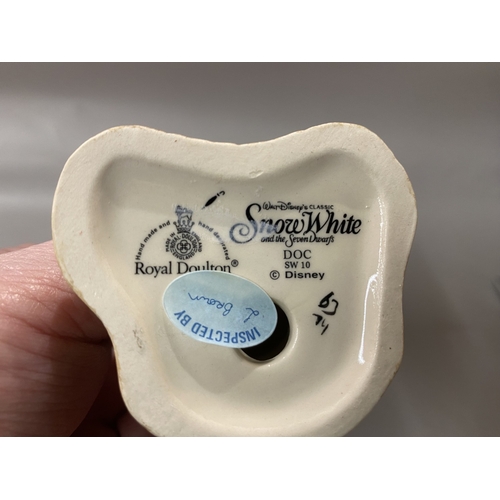 Hand made and hand decorated
Royal Doulton
WALT DISNEY'S CLASSIC
Snow White
and the Seven Dwarfs
DOC
SW 10
© Disney
INSPECTED BY